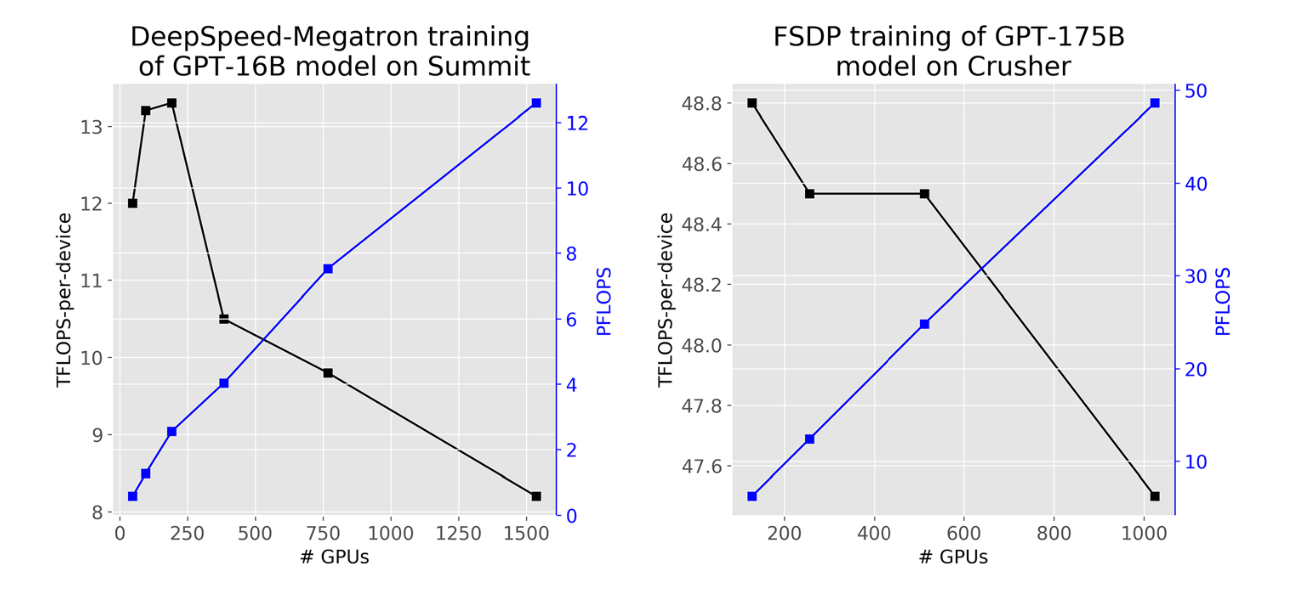 DeepSpeed-Megatron training
of GPT-16B model on Summit
13
12
11
10
9
8
TFLOPS-per-device
12
10
8
6
4
2
0
PFLOPS
0 250 500 750 1000 1250 1500
# GPUs
FSDP training of GPT-175B
model on Crusher
48.8
48.6
48.4
48.2
48.0
47.8
47.6
TFLOPS-per-device
50
40
30
20
10
PFLOPS
200 400 600 800 1000
# GPUs